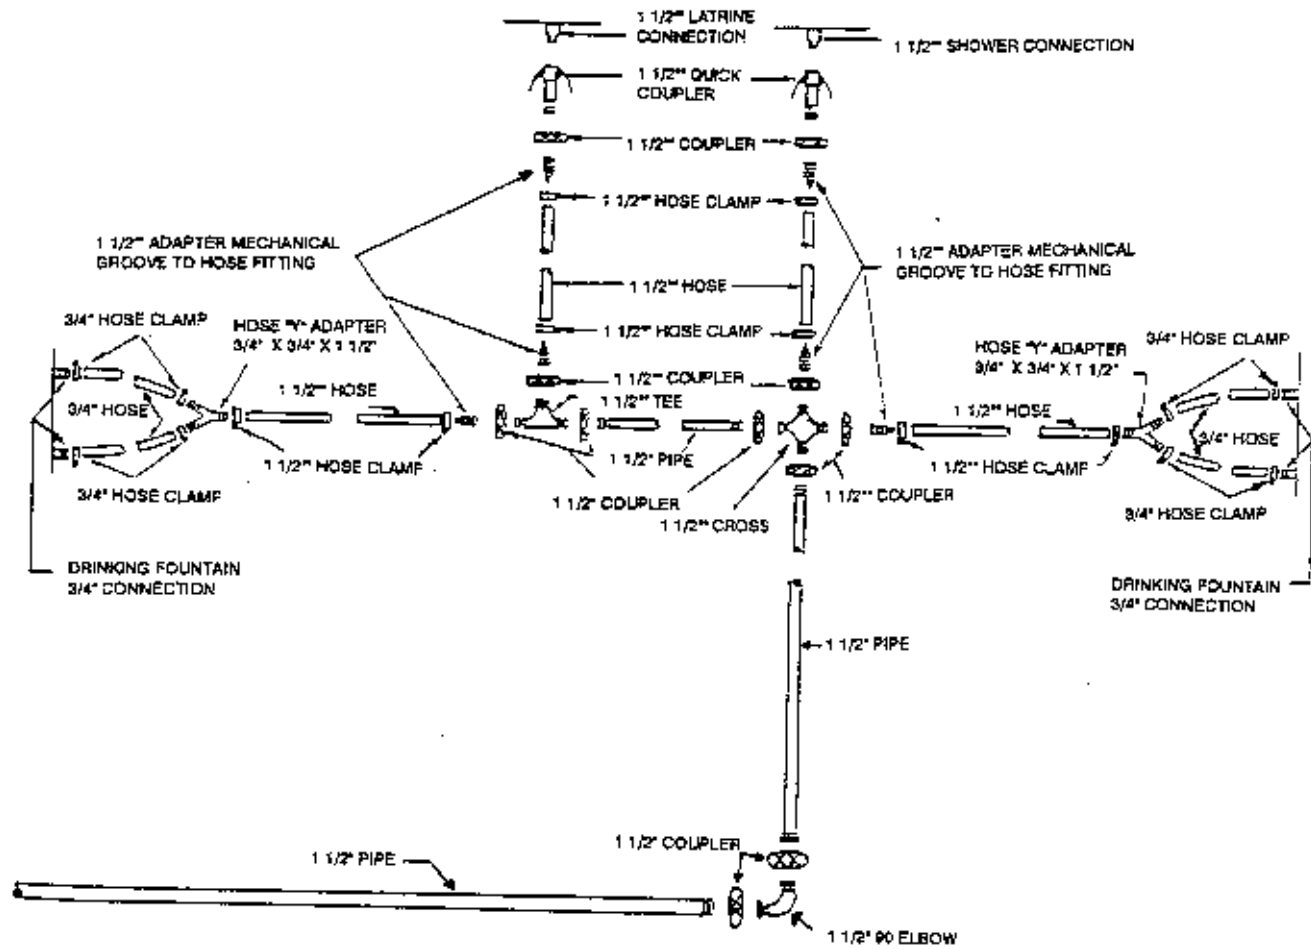 1 1/2"" LATRINE
CONNECTION
1 1/2"" SHOWER CONNECTION
1 1/2"" QUICK
COUPLER
1 1/2"" COUPLER
1 1/2"" HOSE CLAMP
1 1/2"" ADAPTER MECHANICAL
GROOVE TO HOSE FITTING
1 1/2"" ADAPTER MECHANICAL
GROOVE TO HOSE FITTING
1 1/2"" HOSE
1 1/2"" HOSE CLAMP
3/4" HOSE CLAMP
HOSE "Y" ADAPTER
3/4" X 3/4" X 1 1/2"
HOSE "Y" ADAPTER
3/4" X 3/4" X 1 1/2"
3/4" HOSE CLAMP
1 1/2"" COUPLER
1 1/2"" HOSE
1 1/2"" TEE
1 1/2"" HOSE
3/4" HOSE
3/4" HOSE
1 1/2"" HOSE CLAMP
1 1/2" PIPE
1 1/2"" HOSE CLAMP
3/4" HOSE CLAMP
1 1/2" COUPLER
1 1/2"" COUPLER
3/4" HOSE CLAMP
1 1/2"" CROSS
DRINKING FOUNTAIN
3/4" CONNECTION
DRINKING FOUNTAIN
3/4" CONNECTION
1 1/2" PIPE
1 1/2" COUPLER
1 1/2" PIPE
1 1/2" 90 ELBOW